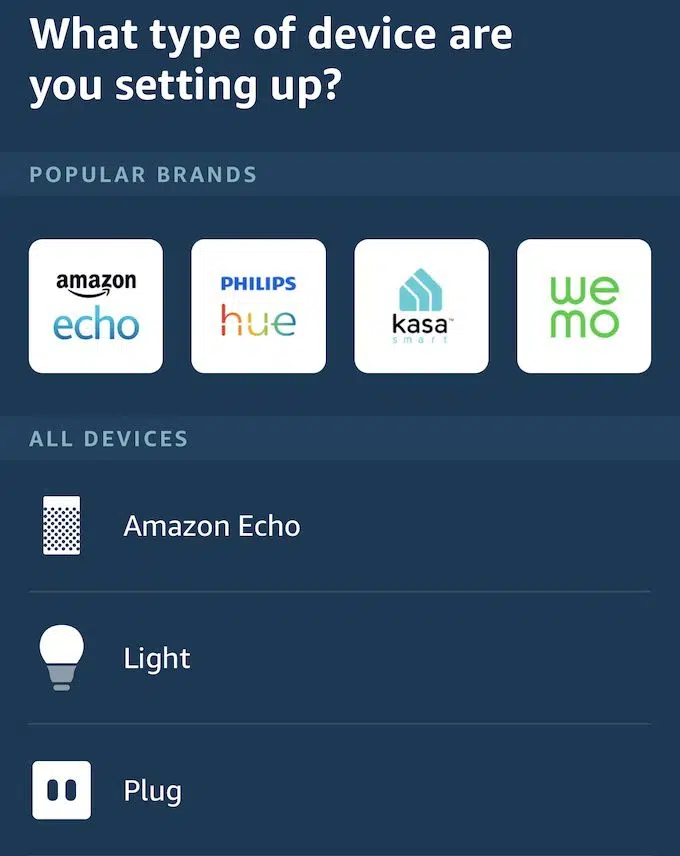 What type of device are
you setting up?
POPULAR BRANDS
amazon
echo
PHILIPS
hue
kasa™
smart
we
mo
ALL DEVICES
Amazon Echo
Light
Plug